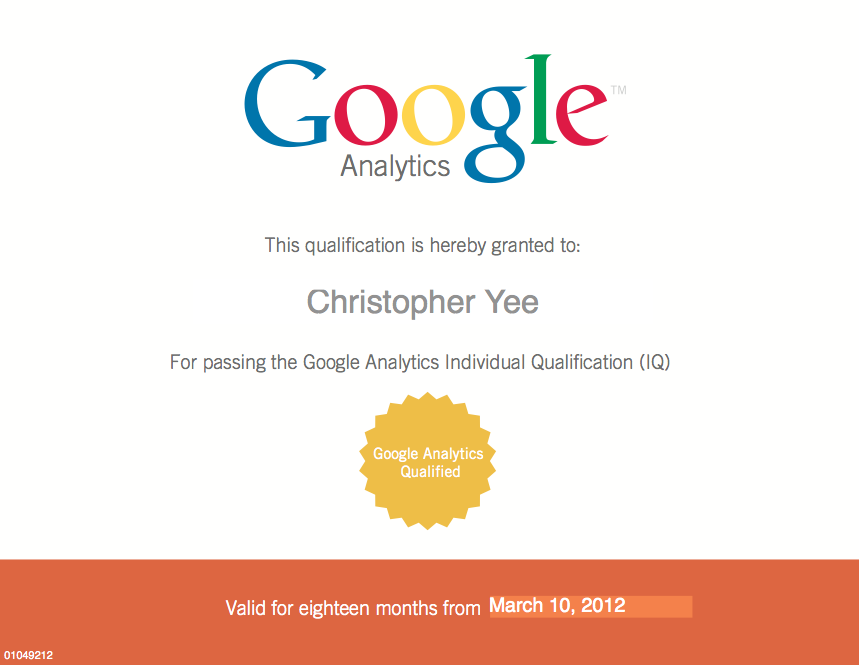 Google™
Analytics
This qualification is hereby granted to:
Christopher Yee
For passing the Google Analytics Individual Qualification (IQ)
Google Analytics
Qualified
Valid for eighteen months from March 10, 2012
01049212